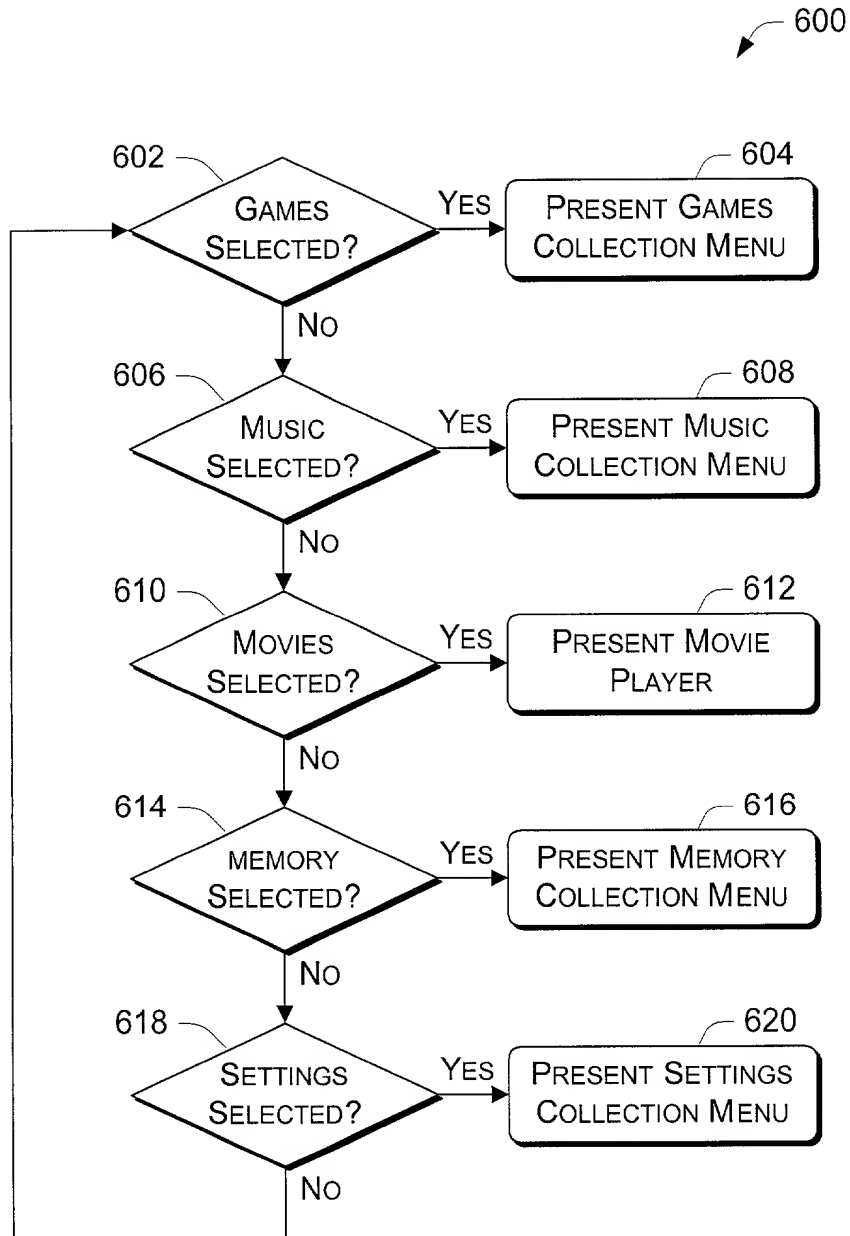 600
602
GAMES
SELECTED?
YES
604
PRESENT GAMES
COLLECTION MENU
NO
606
MUSIC
SELECTED?
YES
608
PRESENT MUSIC
COLLECTION MENU
NO
610
MOVIES
SELECTED?
YES
612
PRESENT MOVIE
PLAYER
NO
614
MEMORY
SELECTED?
YES
616
PRESENT MEMORY
COLLECTION MENU
NO
618
SETTINGS
SELECTED?
YES
620
PRESENT SETTINGS
COLLECTION MENU
NO